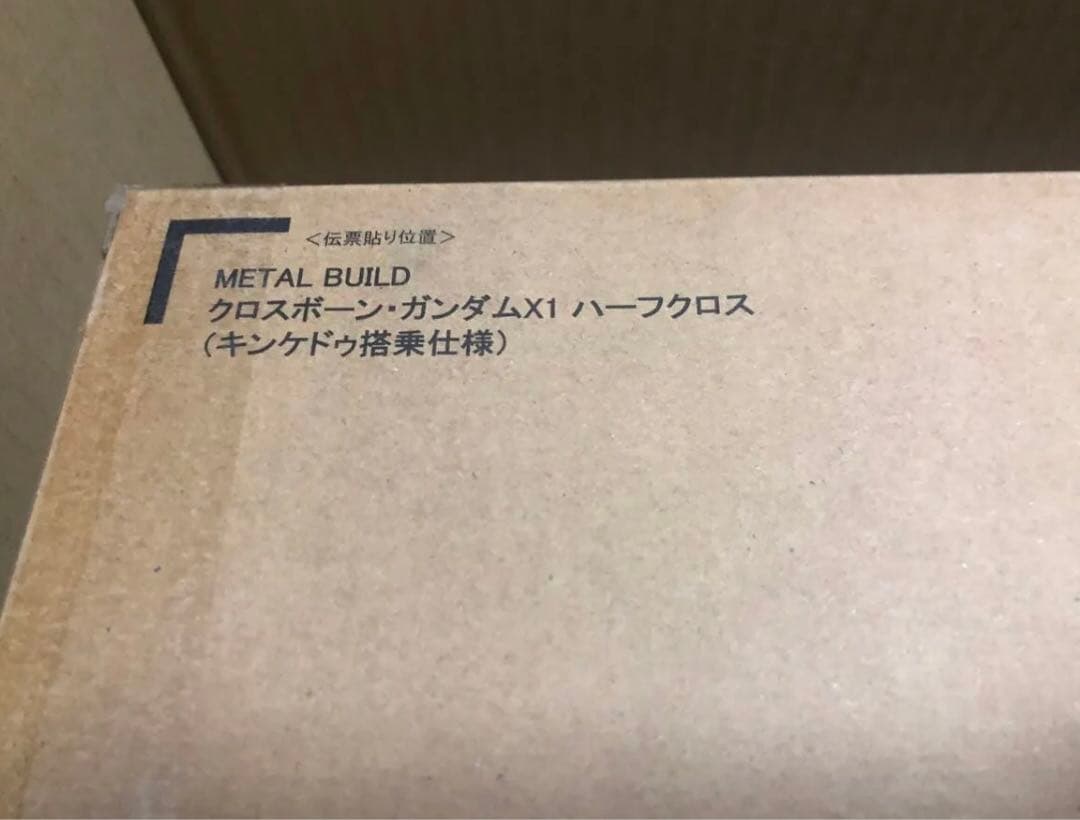 ＜伝票貼り位置＞
METAL BUILD
クロスボーン・ガンダムX1 ハーフクロス
（キンケドゥ搭乗仕様）